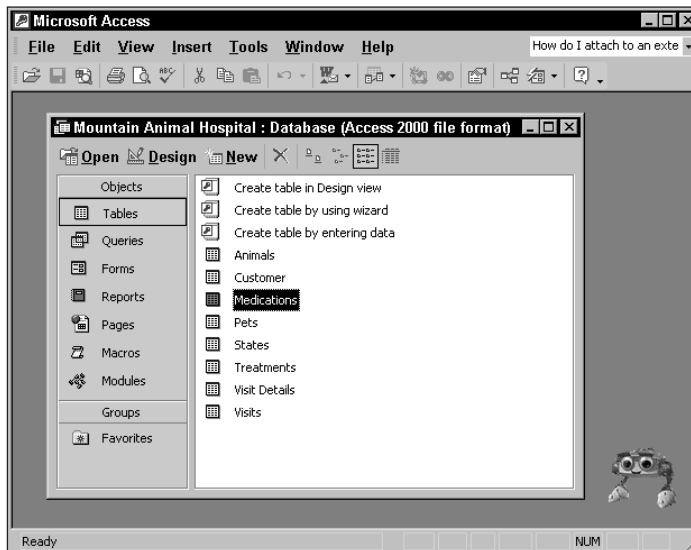 Microsoft Access
File Edit View Insert Tools Window Help How do I attach to an exte
ABC
W
Mountain Animal Hospital : Database (Access 2000 file format)
Open Design New
Objects
Tables
Queries
Forms
Reports
Pages
Macros
Modules
Groups
Favorites
Create table in Design view
Create table by using wizard
Create table by entering data
Animals
Customer
Medications
Pets
States
Treatments
Visit Details
Visits
Ready NUM